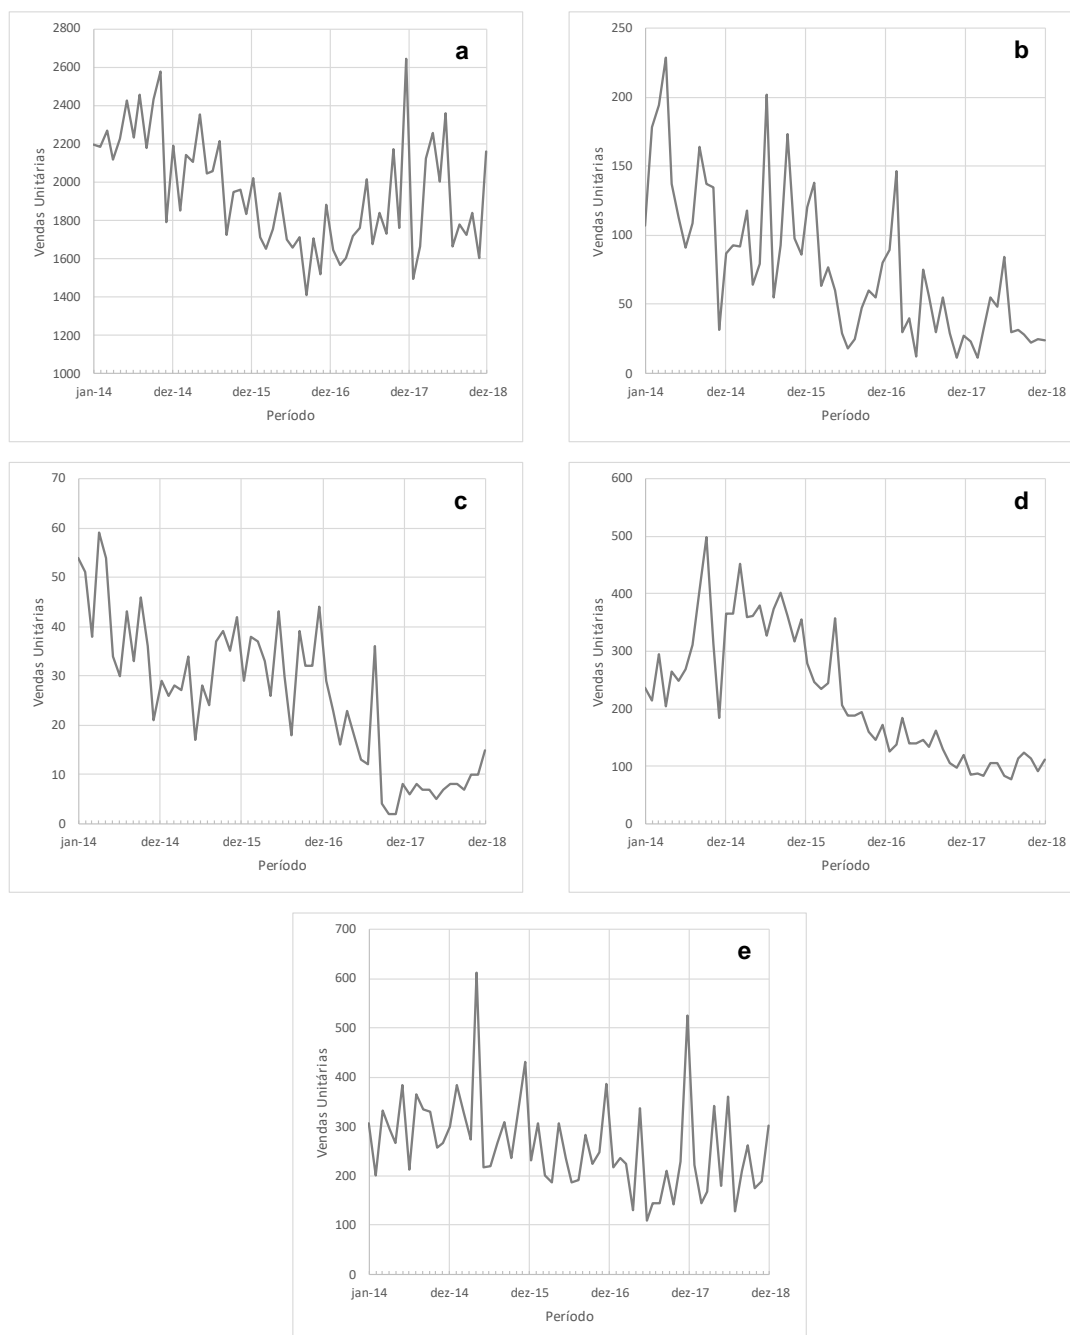 a
2800
2600
2400
2200
2000
1800
1600
1400
1200
1000
Vendas Unitárias
jan-14 dez-14 dez-15 dez-16 dez-17 dez-18
Período
b
250
200
150
100
50
0
jan-14 dez-14 dez-15 dez-16 dez-17 dez-18
Período
c
70
60
50
40
30
20
10
0
Vendas Unitárias
jan-14 dez-14 dez-15 dez-16 dez-17 dez-18
Período
d
600
500
400
300
200
100
0
Vendas Unitárias
jan-14 dez-14 dez-15 dez-16 dez-17 dez-18
Período
e
700
600
500
400
300
200
100
0
Vendas Unitárias
jan-14 dez-14 dez-15 dez-16 dez-17 dez-18
Período